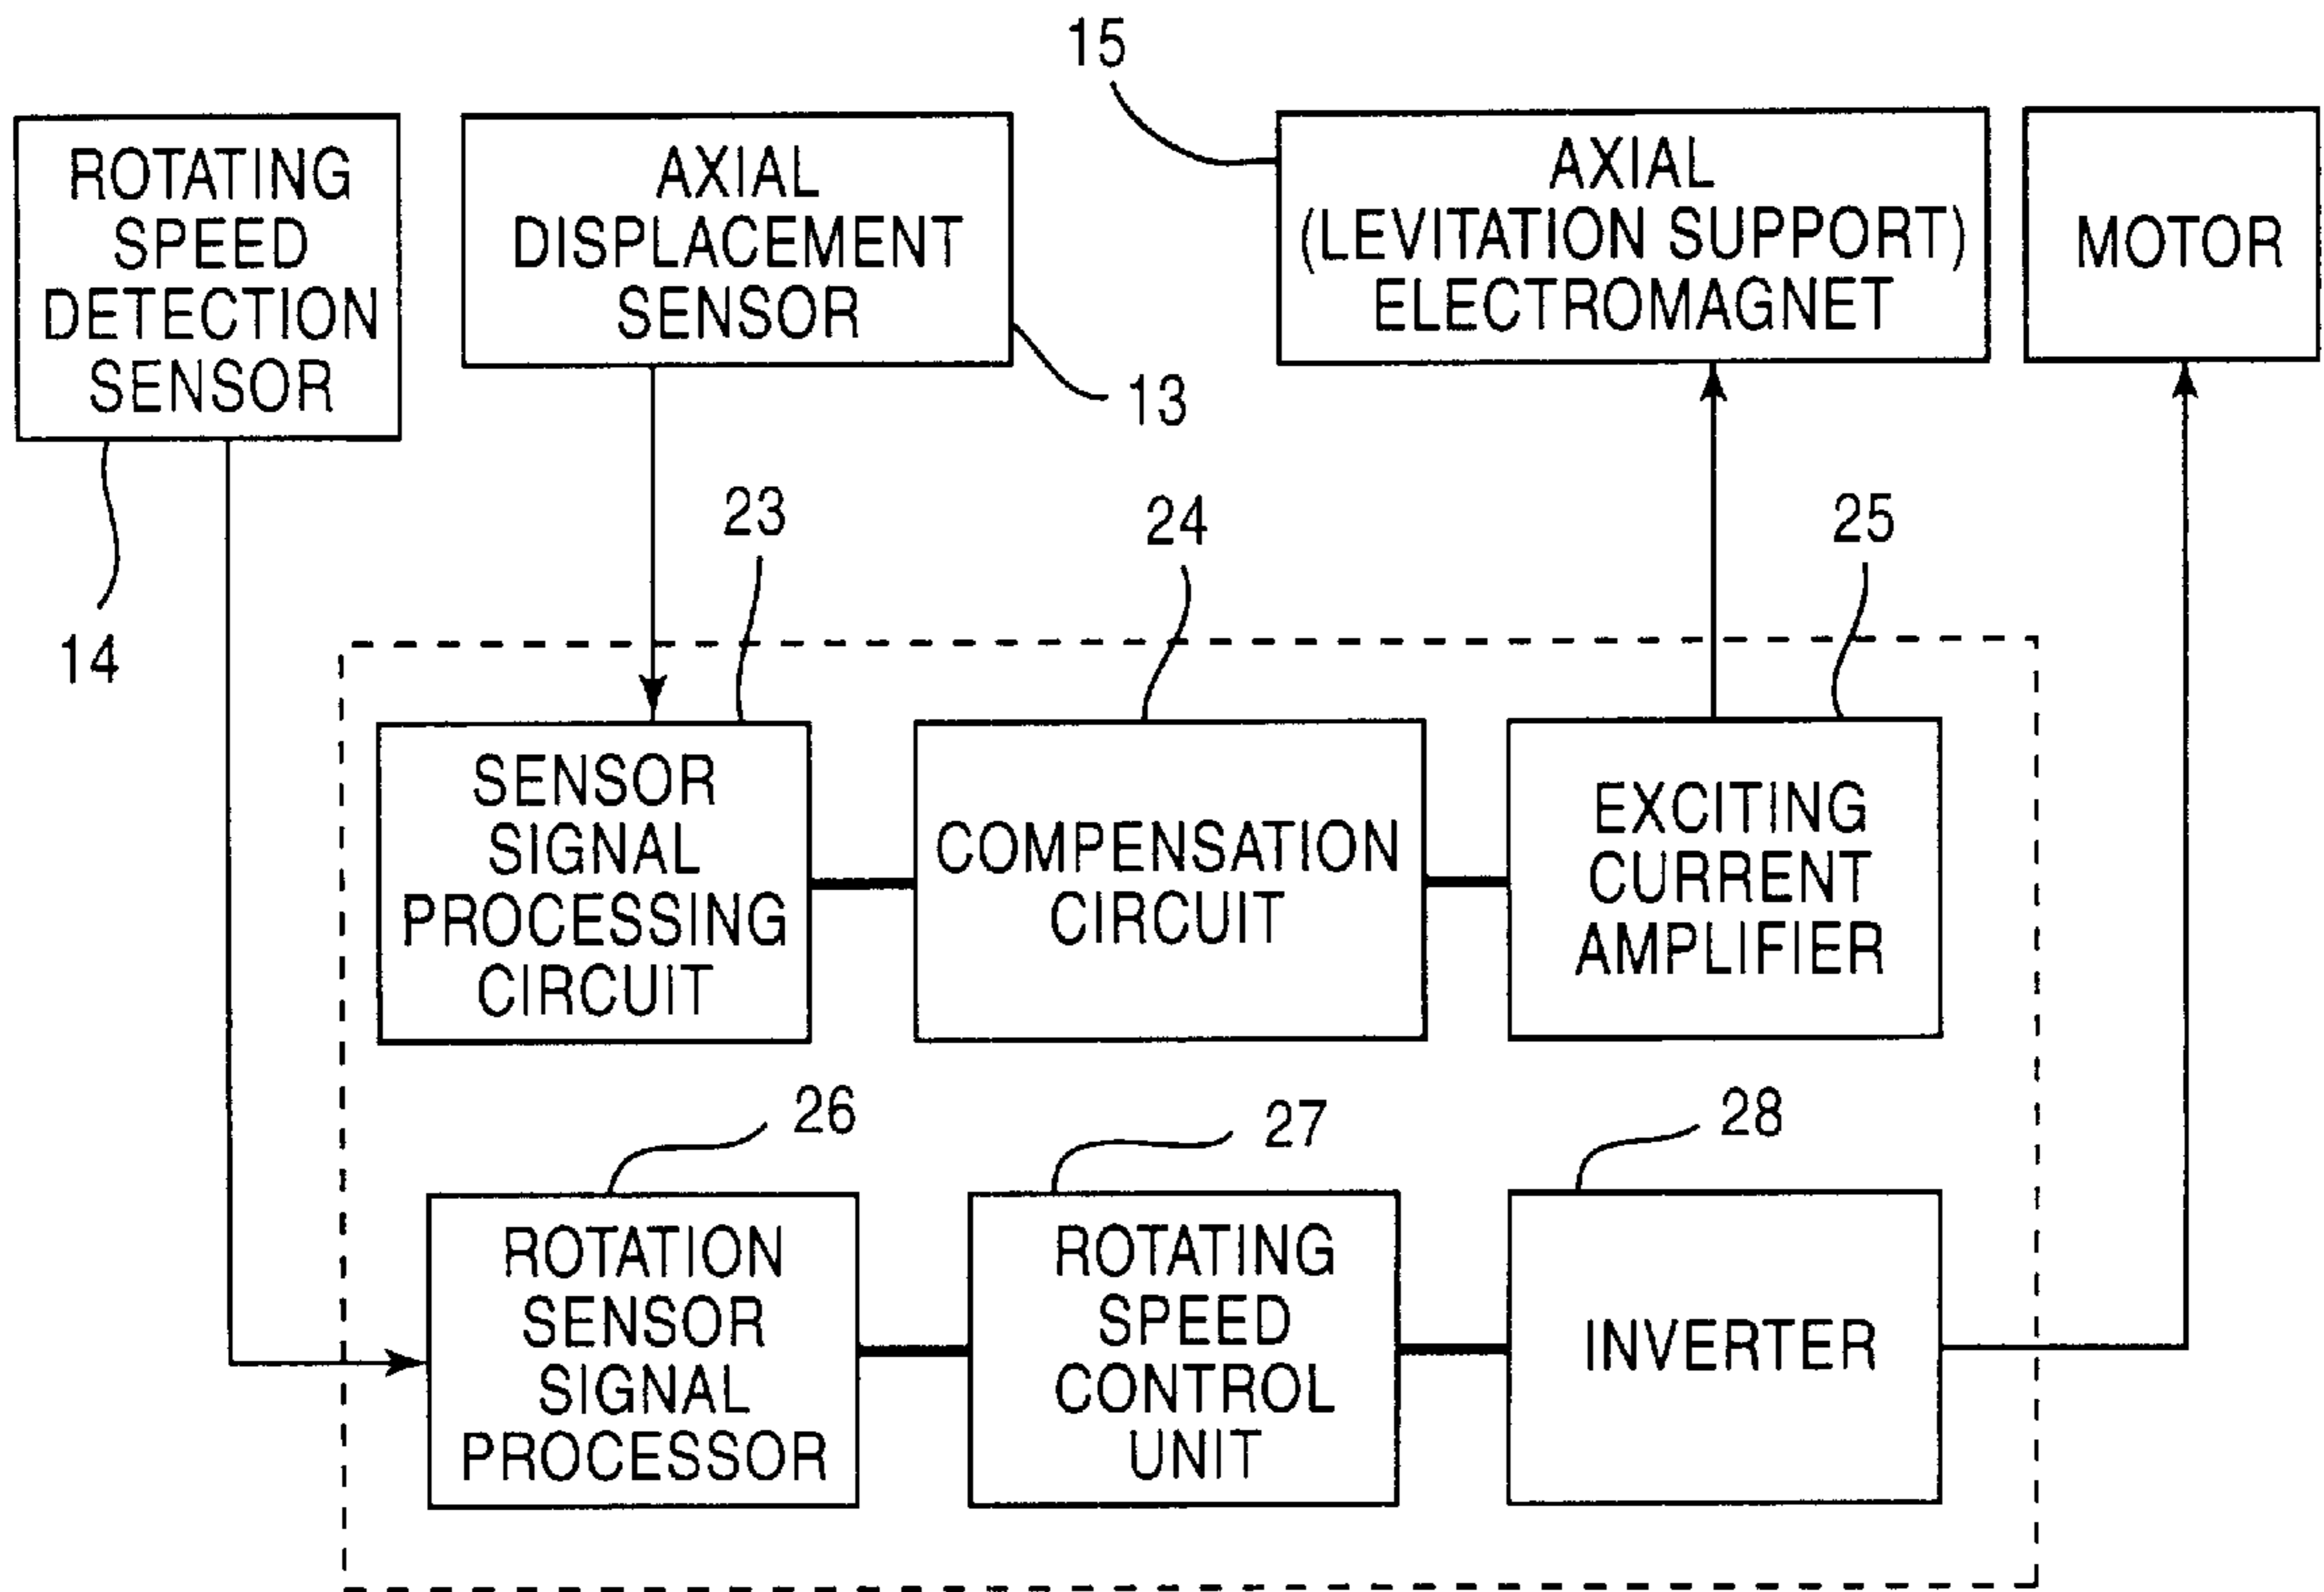 15
ROTATING
SPEED
DETECTION
SENSOR
AXIAL
DISPLACEMENT
SENSOR
AXIAL
(LEVITATION SUPPORT)
ELECTROMAGNET
MOTOR
13
14
23
24
25
SENSOR
SIGNAL
PROCESSING
CIRCUIT
COMPENSATION
CIRCUIT
EXCITING
CURRENT
AMPLIFIER
26
27
28
ROTATION
SENSOR
SIGNAL
PROCESSOR
ROTATING
SPEED
CONTROL
UNIT
INVERTER